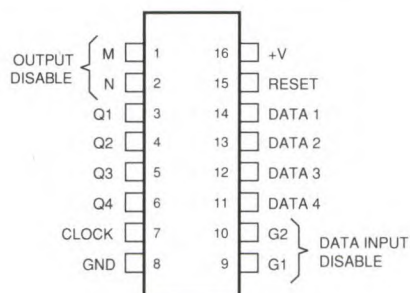 OUTPUT
DISABLE
M 1 16 +V
N 2 15 RESET
Q1 3 14 DATA 1
Q2 4 13 DATA 2
Q3 5 12 DATA 3
Q4 6 11 DATA 4
CLOCK 7 10 G2
GND 8 9 G1
DATA INPUT
DISABLE